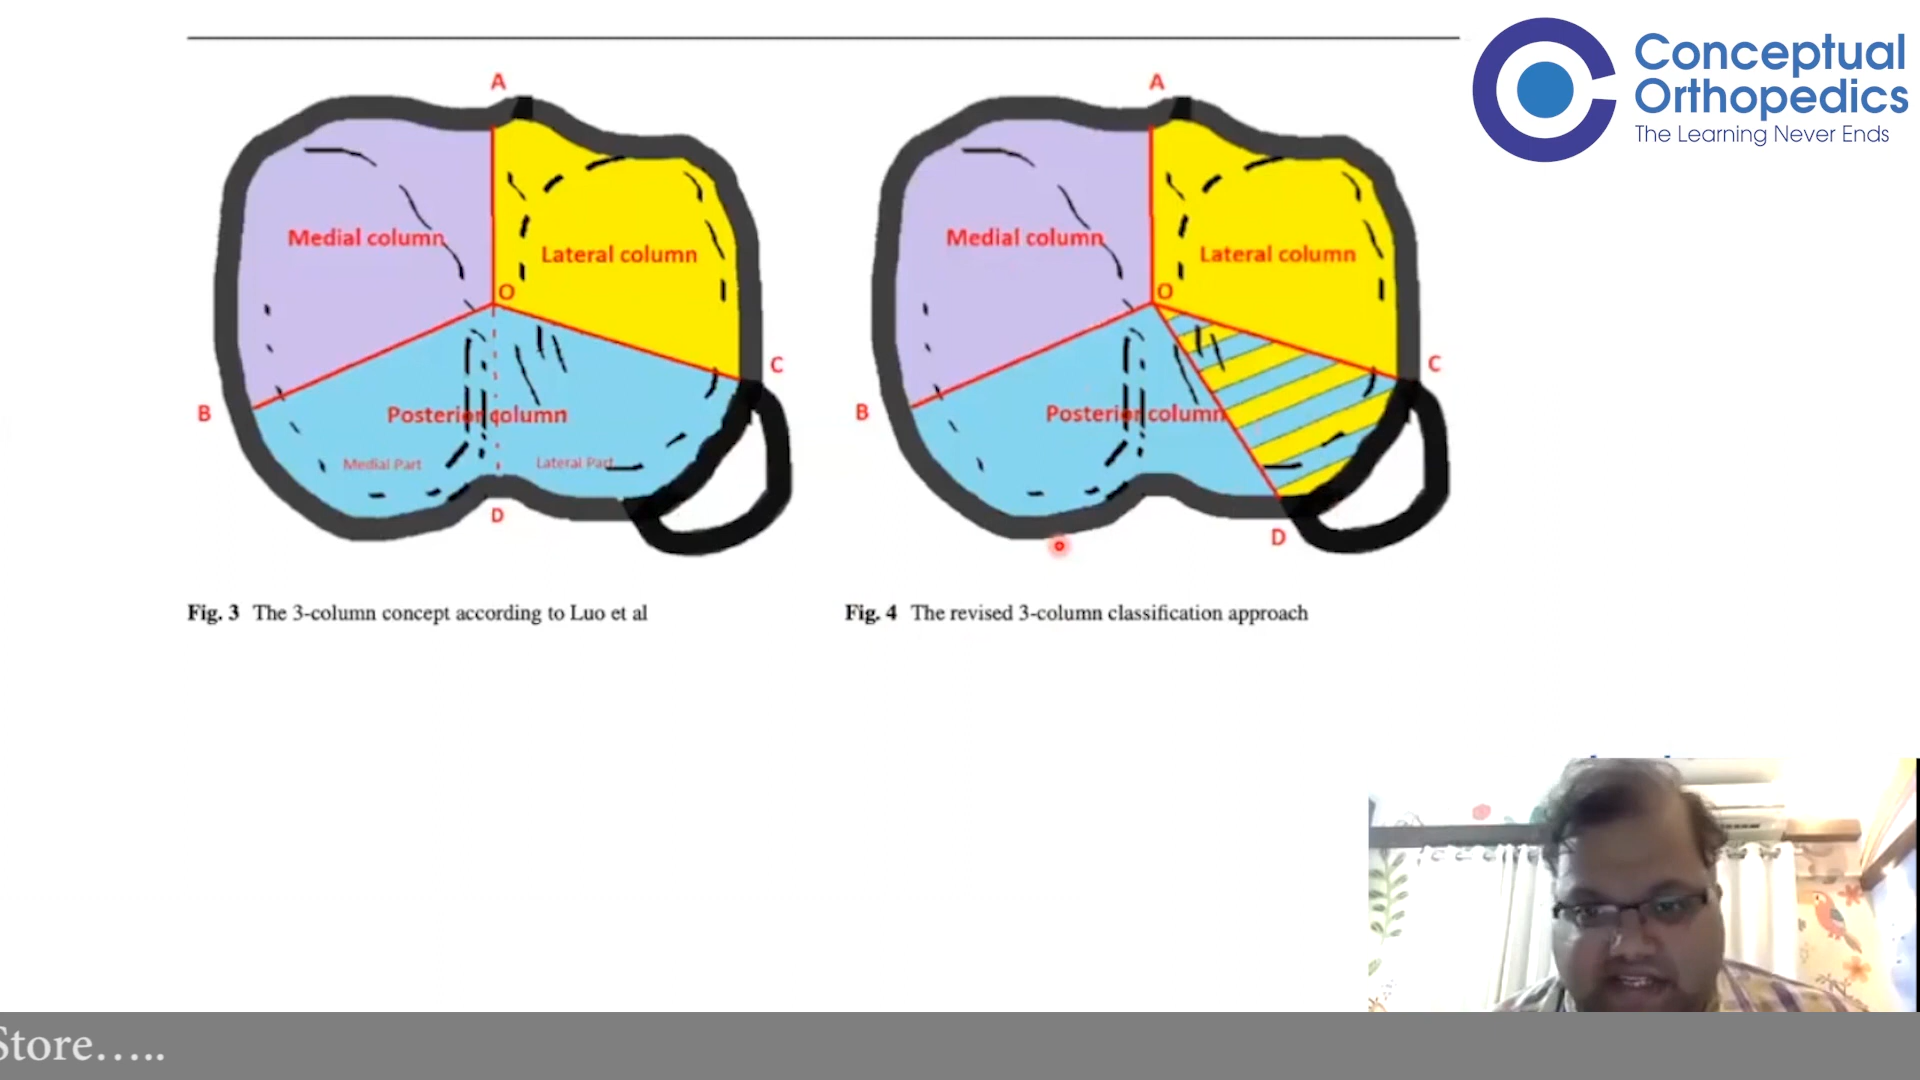 Conceptual
Orthopedics
The Learning Never Ends
A
Medial column
Lateral column
O
C
B
Posterior column
Medial Part
Lateral Part
D
Fig. 3 The 3-column concept according to Luo et al
A
Medial column
Lateral column
O
C
B
Posterior column
D
Fig. 4 The revised 3-column classification approach
Store.....